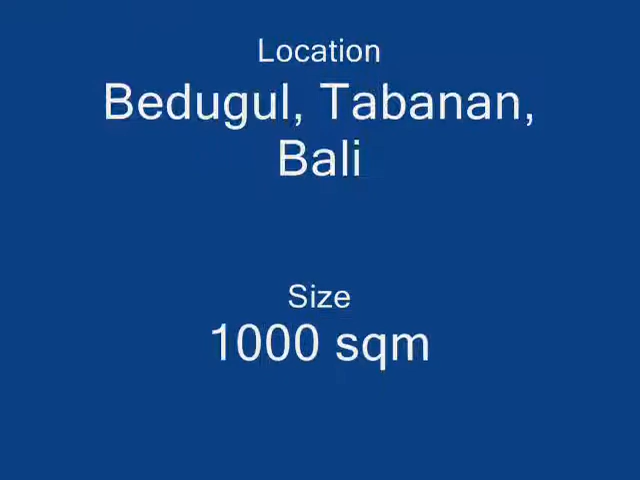 Location
Bedugul, Tabanan,
Bali
Size
1000 sqm